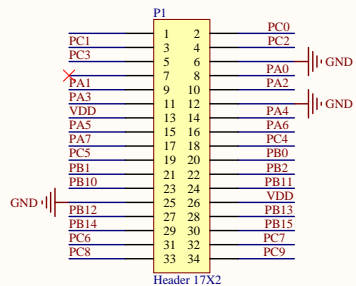 P1
1 2 PC0
PC1 3 4 PC2
PC3 5 6 GND
7 8 PA0
PA1 9 10 PA2
PA3 11 12 GND
VDD 13 14 PA4
PA5 15 16 PA6
PA7 17 18 PC4
PC5 19 20 PB0
PB1 21 22 PB2
PB10 23 24 PB11
GND 25 26 VDD
PB12 27 28 PB13
PB14 29 30 PB15
PC6 31 32 PC7
PC8 33 34 PC9
Header 17X2